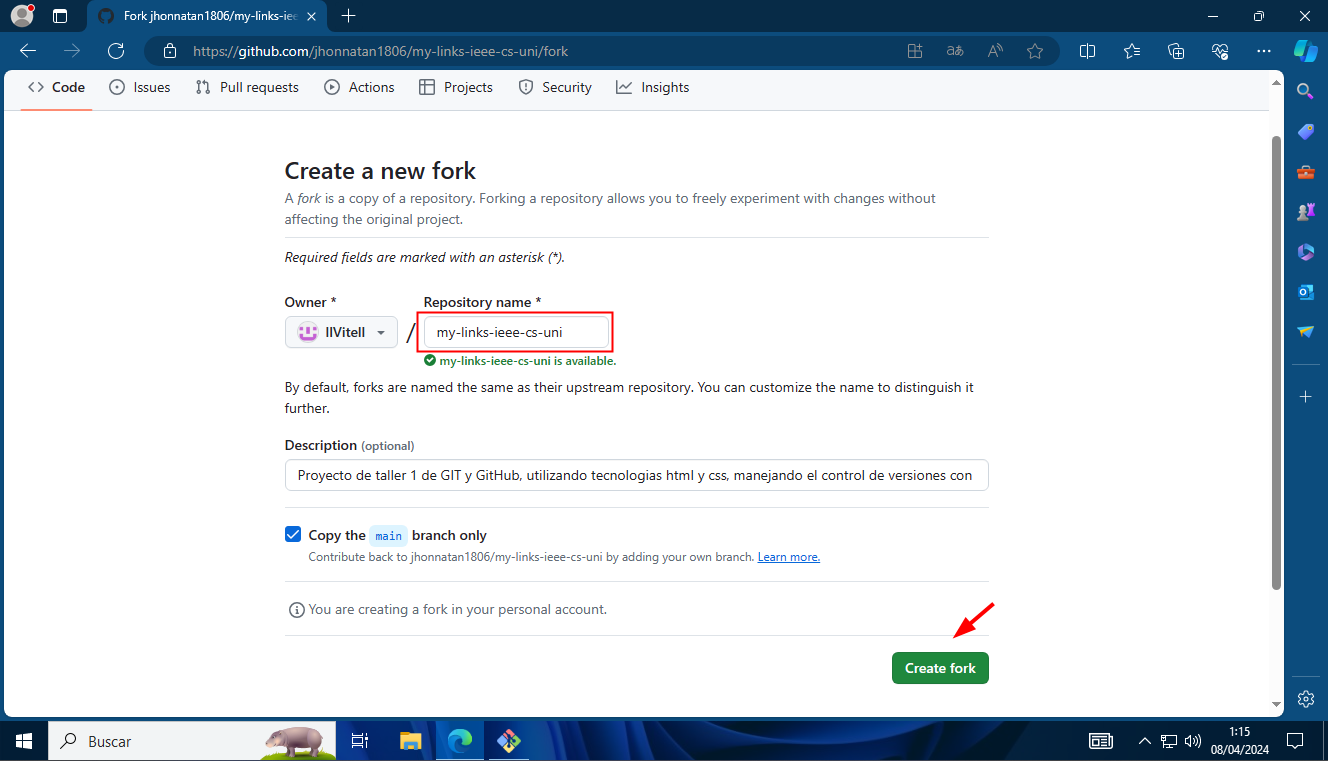 Fork jhonnatan1806/my-links-iee
https://github.com/jhonnatan1806/my-links-ieee-cs-uni/fork
Code Issues Pull requests Actions Projects Security Insights
Create a new fork
A fork is a copy of a repository. Forking a repository allows you to freely experiment with changes without
affecting the original project.
Required fields are marked with an asterisk (*).
Owner * Repository name *
IIVitell / my-links-ieee-cs-uni
my-links-ieee-cs-uni is available.
By default, forks are named the same as their upstream repository. You can customize the name to distinguish it
further.
Description (optional)
Proyecto de taller 1 de GIT y GitHub, utilizando tecnologias html y css, manejando el control de versiones con
Copy the main branch only
Contribute back to jhonnatan1806/my-links-ieee-cs-uni by adding your own branch. Learn more.
You are creating a fork in your personal account.
Create fork
Buscar
1:15
08/04/2024